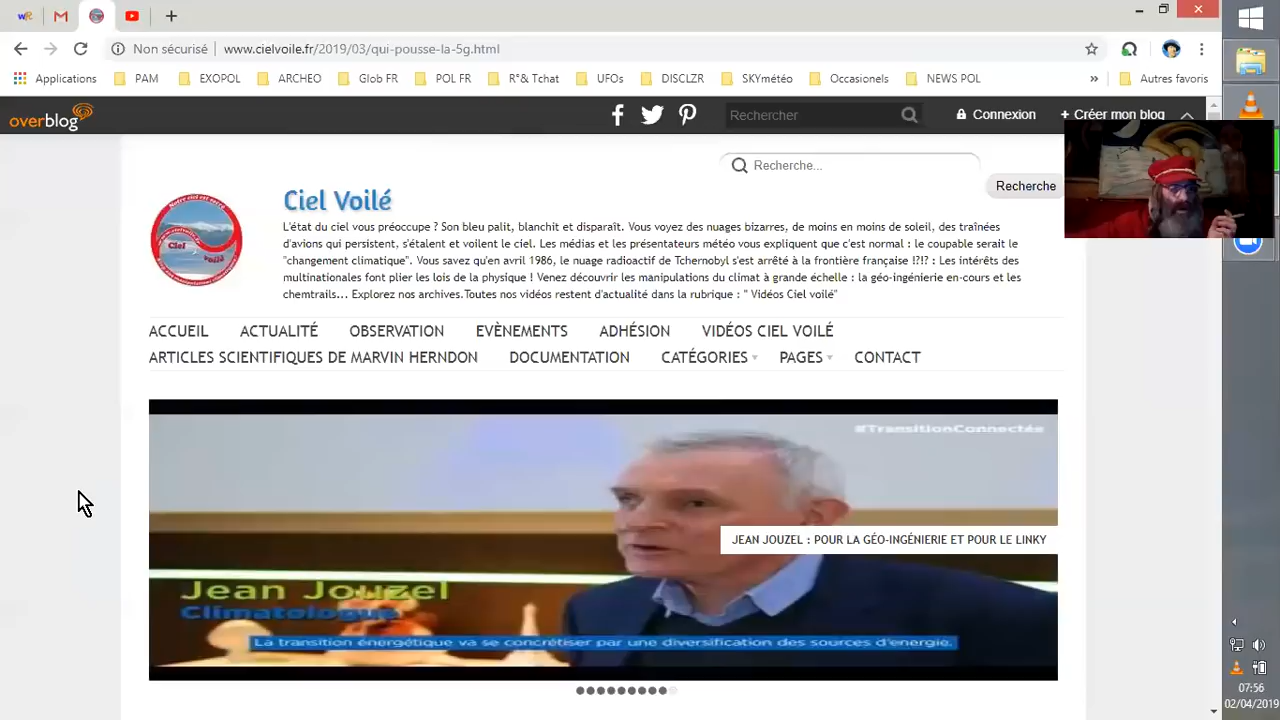 Non sécurisé
www.cielvoile.fr/2019/03/qui-pousse-la-5g.html
Applications PAM EXOPOL ARCHEO Glob FR POL FR R°& Tchat UFOs DISCLZR SKYmétéo Occasionels NEWS POL » Autres favoris
overblog Rechercher Connexion + Créer mon blog
Recherche...
Recherche
Ciel Voilé
L'état du ciel vous préoccupe ? Son bleu palit, blanchit et disparaît. Vous voyez des nuages bizarres, de moins en moins de soleil, des traînées
d'avions qui persistent, s'étalent et voilent le ciel. Les médias et les présentateurs météo vous expliquent que c'est normal : le coupable serait le
"changement climatique". Vous savez qu'en avril 1986, le nuage radioactif de Tchernobyl s'est arrêté à la frontière française !?!? : Les intérêts des
multinationales font plier les lois de la physique ! Venez découvrir les manipulations du climat à grande échelle : la géo-ingénierie en-cours et les
chemtrails... Explorez nos archives.Toutes nos vidéos restent d'actualité dans la rubrique : " Vidéos Ciel voilé"
Ciel
voilé
ACCUEIL ACTUALITÉ OBSERVATION EVÈNEMENTS ADHÉSION VIDÉOS CIEL VOILÉ
ARTICLES SCIENTIFIQUES DE MARVIN HERNDON DOCUMENTATION CATÉGORIES PAGES CONTACT
#TransitionConnectée
JEAN JOUZEL : POUR LA GÉO-INGÉNIERIE ET POUR LE LINKY
Jean Jouzel
Climatologue
La transition énergétique va se concrétiser par une diversification des sources d'énergie.
07:56
02/04/2019